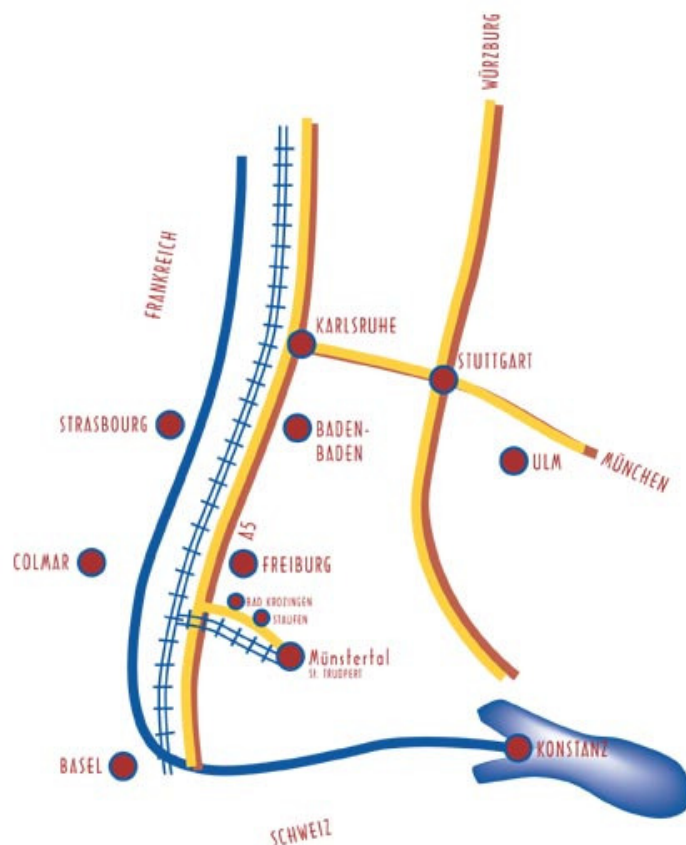 WÜRZBURG
FRANKREICH
KARLSRUHE
STUTTGART
STRASBOURG
BADEN-
BADEN
ULM
MÜNCHEN
A5
COLMAR
FREIBURG
BAD KROZINGEN
STAUFEN
Münstertal
St. TRUDPERT
KONSTANZ
BASEL
SCHWEIZ